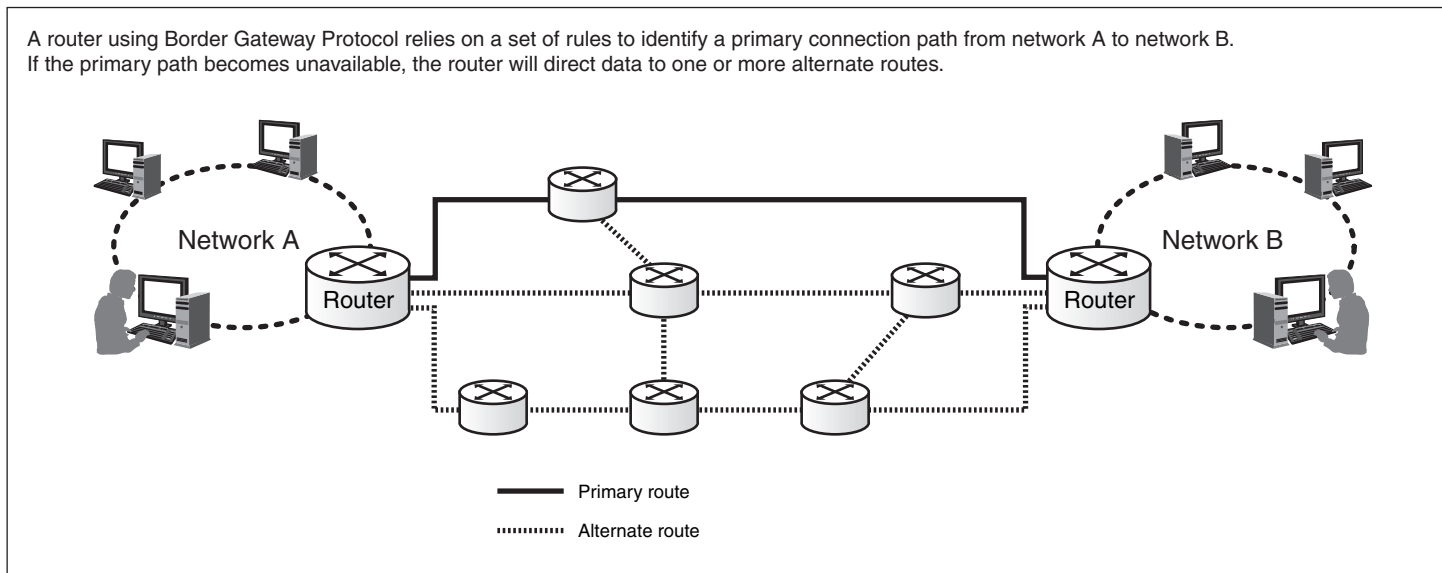 A router using Border Gateway Protocol relies on a set of rules to identify a primary connection path from network A to network B.
If the primary path becomes unavailable, the router will direct data to one or more alternate routes.
Network A
Network B
Router
Router
Primary route
Alternate route